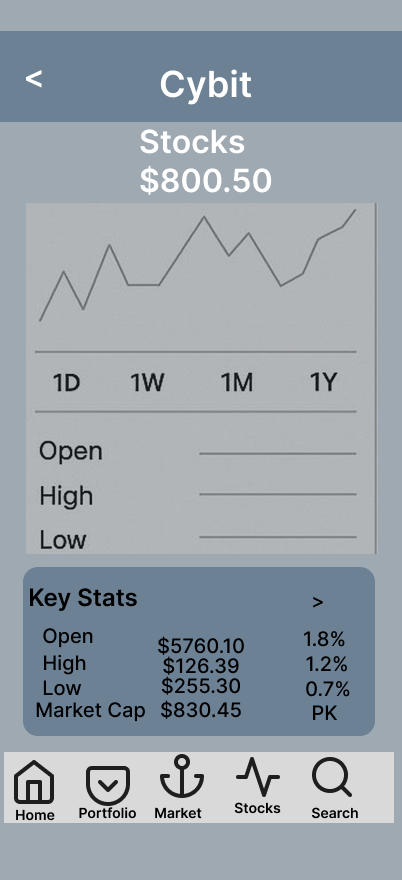 < Cybit
Stocks
$800.50
1D 1W 1M 1Y
Open
High
Low
Key Stats >
Open $5760.10 1.8%
High $126.39 1.2%
Low $255.30 0.7%
Market Cap $830.45 PK
Home Portfolio Market Stocks Search